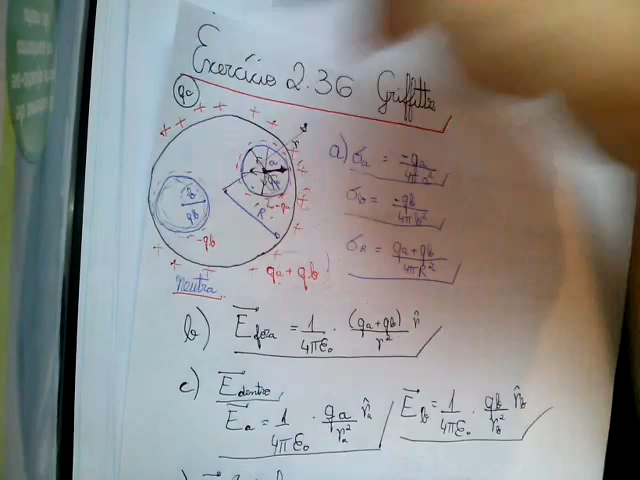 Exercício 2.36 Griffiths
qa
a) σa = -qa / 4πa²
σb = -qb / 4πb²
σR = qa+qb / 4πR²
a
R
b
qb
-qa
-qb
qa + qb
Neutra
b) E fora = 1/4πε₀ · (qa+qb)/r² r̂
c) E dentro
Ea = 1/4πε₀ · qa/ra² r̂a
Eb = 1/4πε₀ · qb/rb² r̂b